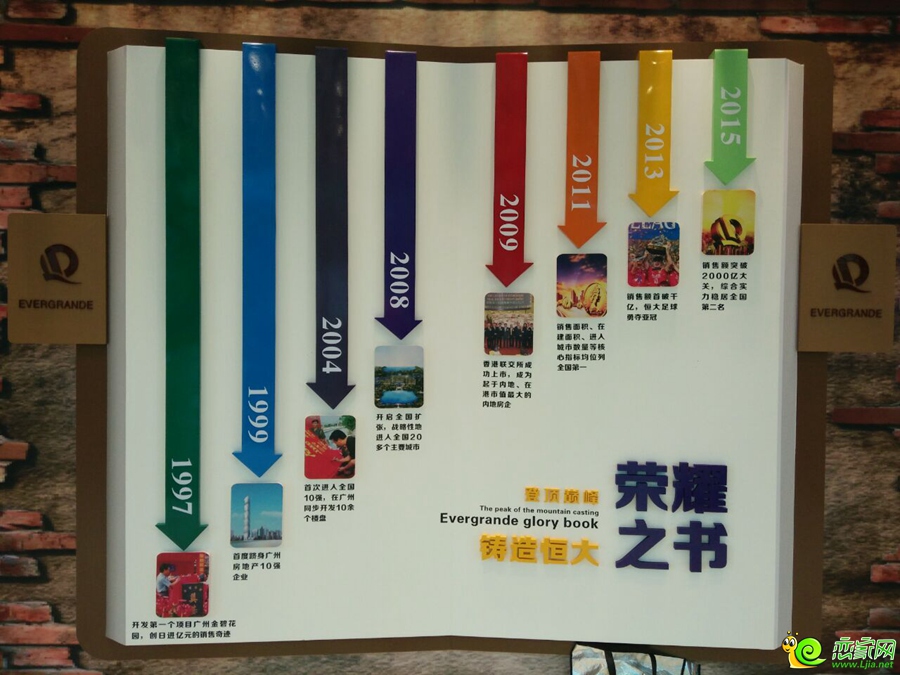 1997
开发第一个项目广州金碧花
园，创日进亿元的销售奇迹
1999
首度跻身广州
房地产10强
企业
2004
首次进入全国
10强，在广州
同步开发10余
个楼盘
2008
开启全国扩
张，战略性地
进入全国20
多个主要城市
2009
香港联交所成
功上市，成为
起于内地、在
港市值最大的
内地房企
2011
销售面积、在
建面积、进入
城市数量等核
心指标均位列
全国第一
2013
销售额首破千
亿，恒大足球
勇夺亚冠
2015
销售额突破
2000亿大
关，综合实
力稳居全国
第二名
EVERGRANDE
EVERGRANDE
登顶巅峰
The peak of the mountain casting
Evergrande glory book
铸造恒大
荣耀
之书
恋家网
www.Ljia.net